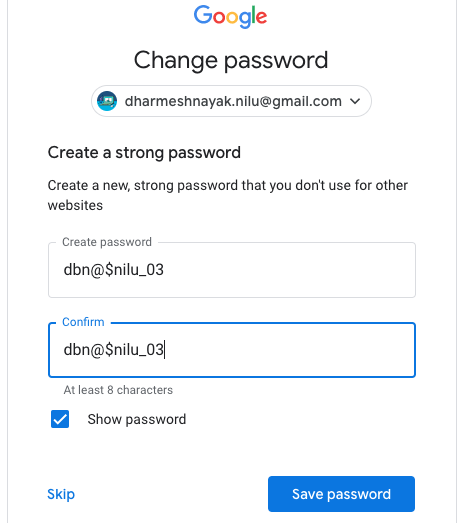 Google
Change password
dharmeshnayak.nilu@gmail.com
Create a strong password
Create a new, strong password that you don't use for other
websites
Create password
dbn@$nilu_03
Confirm
dbn@$nilu_03
At least 8 characters
Show password
Skip
Save password